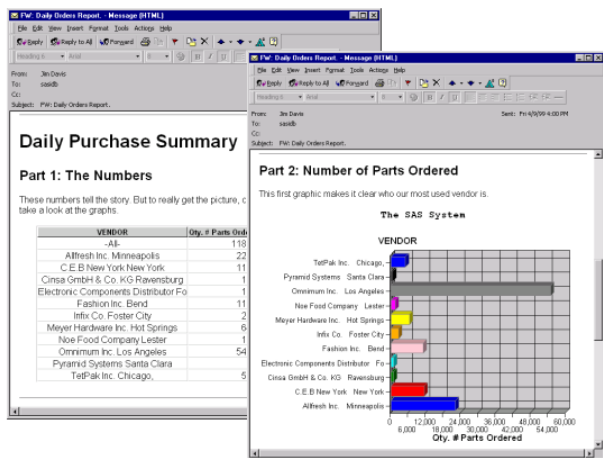 FW: Daily Orders Report. - Message (HTML)
File Edit View Insert Format Tools Actions Help
Reply Reply to All Forward
Heading 6 Arial 8 B I U
From: Jim Davis
To: sasidb
Cc:
Subject: FW: Daily Orders Report.
Daily Purchase Summary
Part 1: The Numbers
These numbers tell the story. But to really get the picture,
take a look at the graphs.
VENDOR Qty. # Parts
-All- 118
Allfresh Inc. Minneapolis 22
C.E.B New York New York 11
Cinsa GmbH & Co. KG Ravensburg 1
Electronic Components Distributor Fo 1
Fashion Inc. Bend 11
Infix Co. Foster City 2
Meyer Hardware Inc. Hot Springs 6
Noe Food Company Lester 1
Omnimum Inc. Los Angeles 54
Pyramid Systems Santa Clara
TetPak Inc. Chicago, 5
FW: Daily Orders Report. - Message (HTML)
File Edit View Insert Format Tools Actions Help
Reply Reply to All Forward
Heading 6 Arial 8 B I U
From: Jim Davis Sent: Fri 4/9/99 4:00 PM
To: sasidb
Cc:
Subject: FW: Daily Orders Report.
Part 2: Number of Parts Ordered
This first graphic makes it clear who our most used vendor is.
The SAS System
VENDOR
TetPak Inc. Chicago,
Pyramid Systems Santa Clara
Omnimum Inc. Los Angeles
Noe Food Company Lester
Meyer Hardware Inc. Hot Springs
Infix Co. Foster City
Fashion Inc. Bend
Electronic Components Distributor Fo
Cinsa GmbH & Co. KG Ravensburg
C.E.B New York New York
Allfresh Inc. Minneapolis
0 12,000 24,000 36,000 48,000 60,000
6,000 18,000 30,000 42,000 54,000
Qty. # Parts Ordered